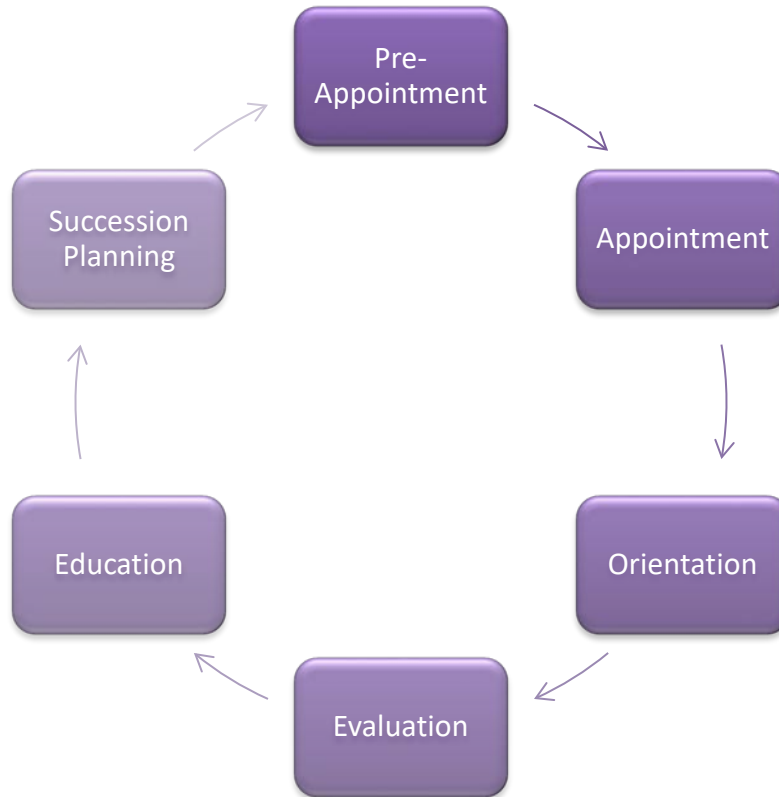 Pre-
Appointment
Appointment
Orientation
Evaluation
Education
Succession
Planning